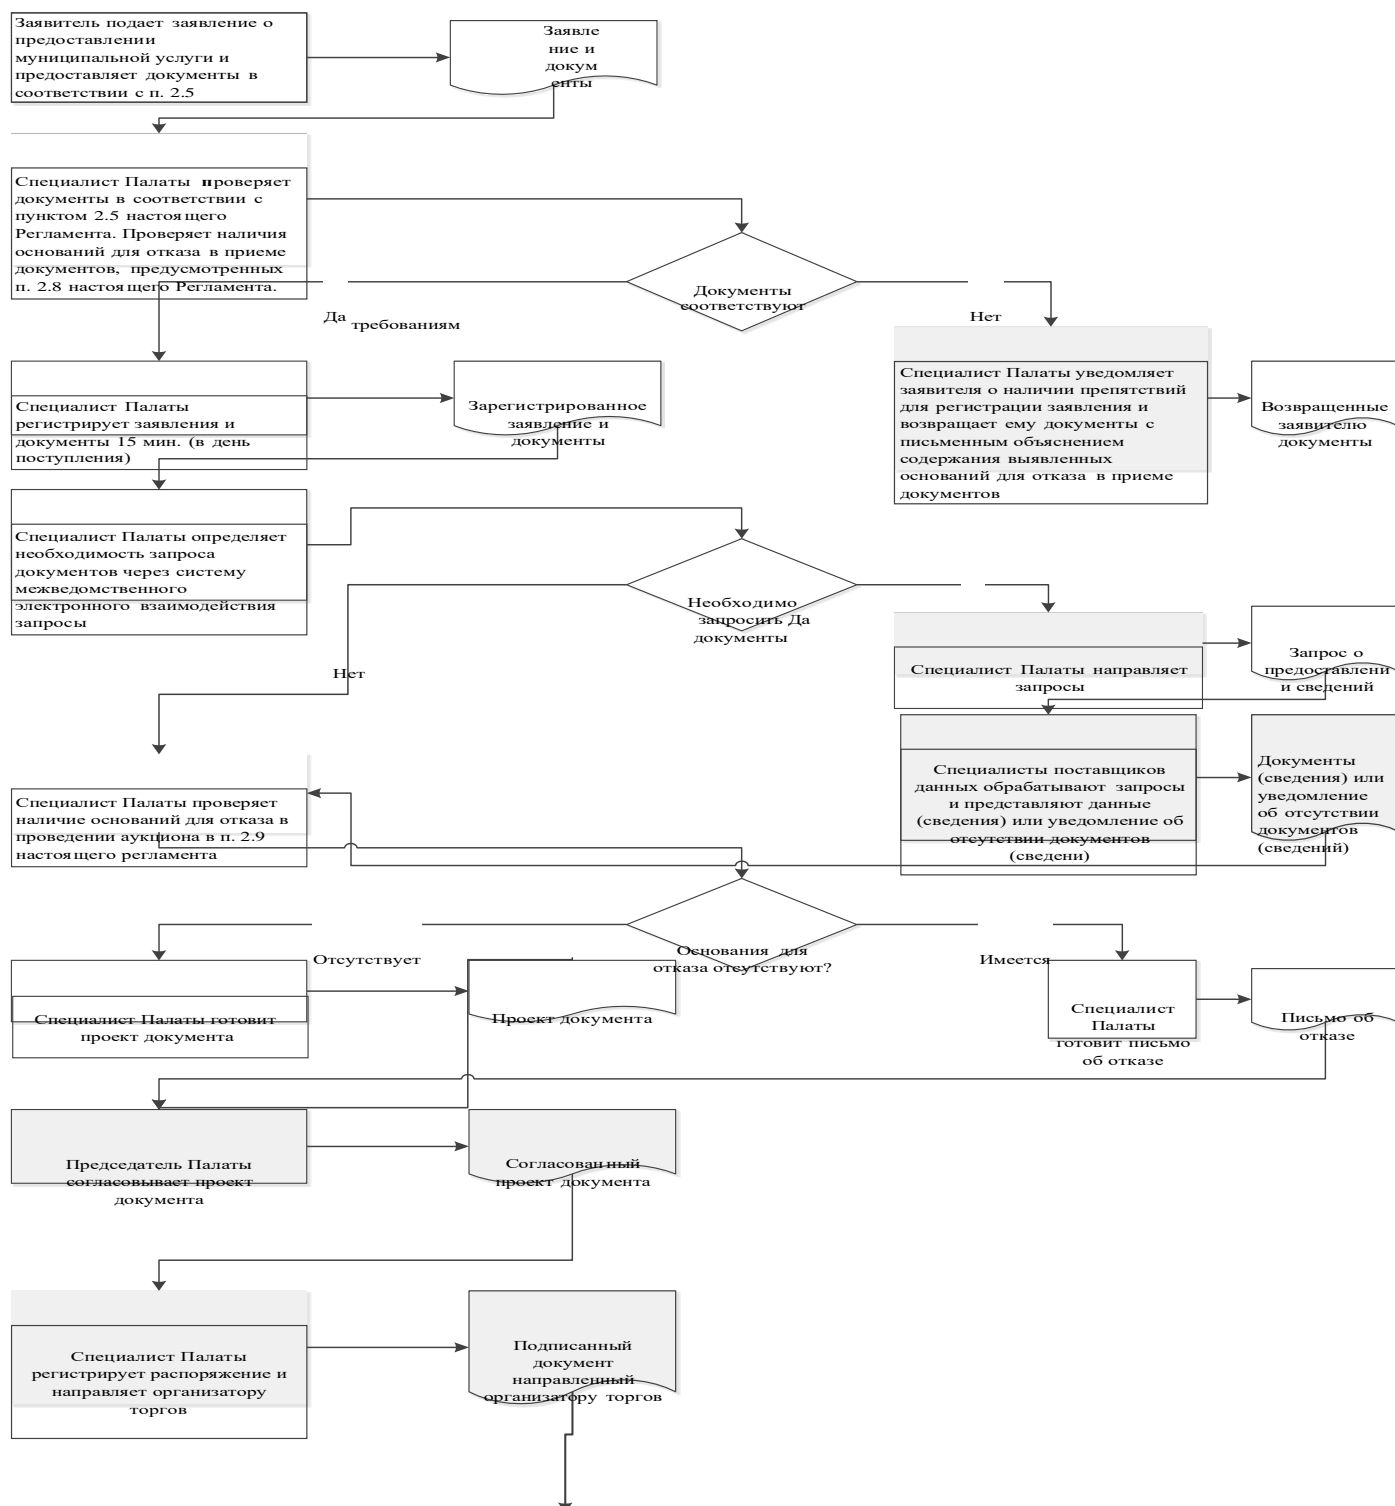 Заявитель подает заявление о
предоставлении
муниципальной услуги и
предоставляет документы в
соответствии с п. 2.5
Заявле
ние и
докум
енты
Специалист Палаты проверяет
документы в соответствии с
пунктом 2.5 настоящего
Регламента. Проверяет наличия
оснований для отказа в приеме
документов, предусмотренных
п. 2.8 настоящего Регламента.
Документы
соответствуют
Да
требованиям
Нет
Специалист Палаты
регистрирует заявления и
документы 15 мин. (в день
поступления)
Зарегистрированное
заявление и
документы
Специалист Палаты уведомляет
заявителя о наличии препятствий
для регистрации заявления и
возвращает ему документы с
письменным объяснением
содержания выявленных
оснований для отказа в приеме
документов
Возвращенные
заявителю
документы
Специалист Палаты определяет
необходимость запроса
документов через систему
межведомственного
электронного взаимодействия
запросы
Необходимо
запросить Да
документы
Нет
Специалист Палаты направляет
запросы
Запрос о
предоставлени
и сведений
Специалисты поставщиков
данных обрабатывают запросы
и представляют данные
(сведения) или уведомление об
отсутствии документов
(сведени)
Документы
(сведения) или
уведомление
об отсутствии
документов
(сведений)
Специалист Палаты проверяет
наличие оснований для отказа в
проведении аукциона в п. 2.9
настоящего регламента
Основания для
отказа отсутствуют?
Отсутствует
Имеется
Специалист Палаты готовит
проект документа
Проект документа
Специалист
Палаты
готовит письмо
об отказе
Письмо об
отказе
Председатель Палаты
согласовывает проект
документа
Согласованный
проект документа
Специалист Палаты
регистрирует распоряжение и
направляет организатору
торгов
Подписанный
документ
направленный
организатору торгов